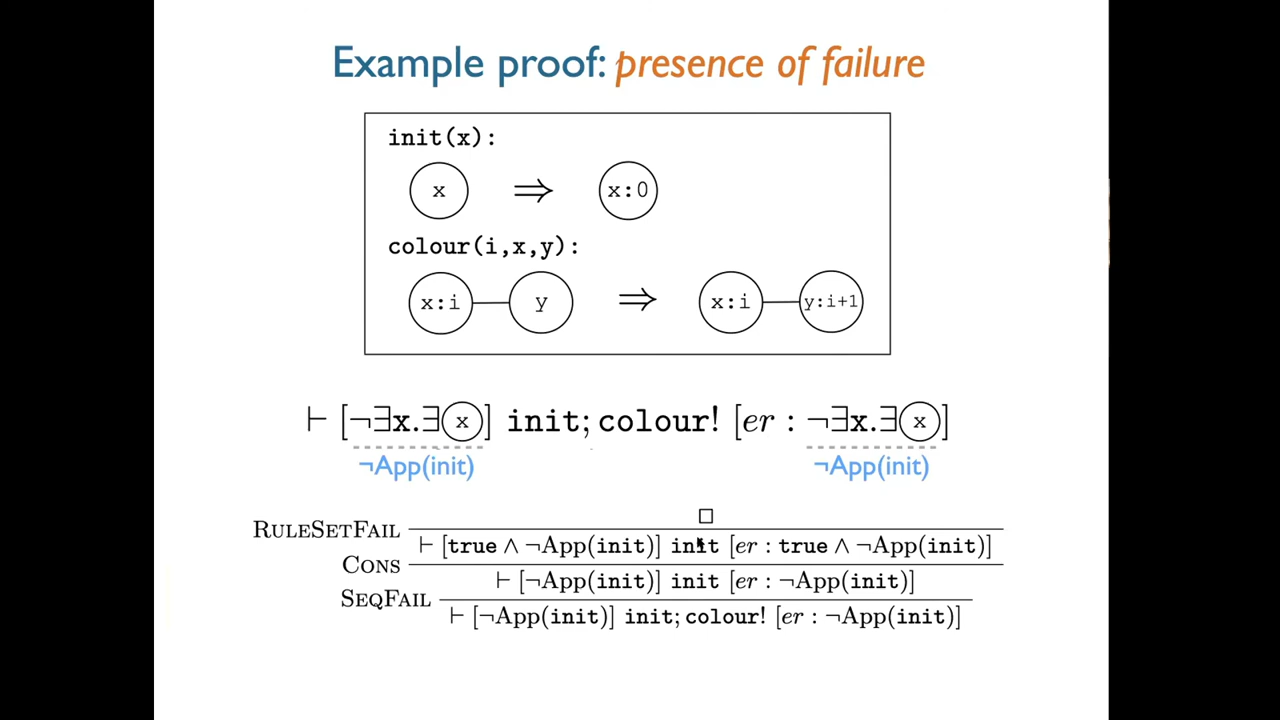 Example proof: presence of failure
init(x):
x ⇒ x:0
colour(i,x,y):
x:i y ⇒ x:i y:i+1
⊢ [¬∃x.∃ x ] init; colour! [er : ¬∃x.∃ x ]
¬App(init) ¬App(init)
□
RuleSetFail ⊢ [true ∧ ¬App(init)] init [er : true ∧ ¬App(init)]
Cons ⊢ [¬App(init)] init [er : ¬App(init)]
SeqFail ⊢ [¬App(init)] init; colour! [er : ¬App(init)]